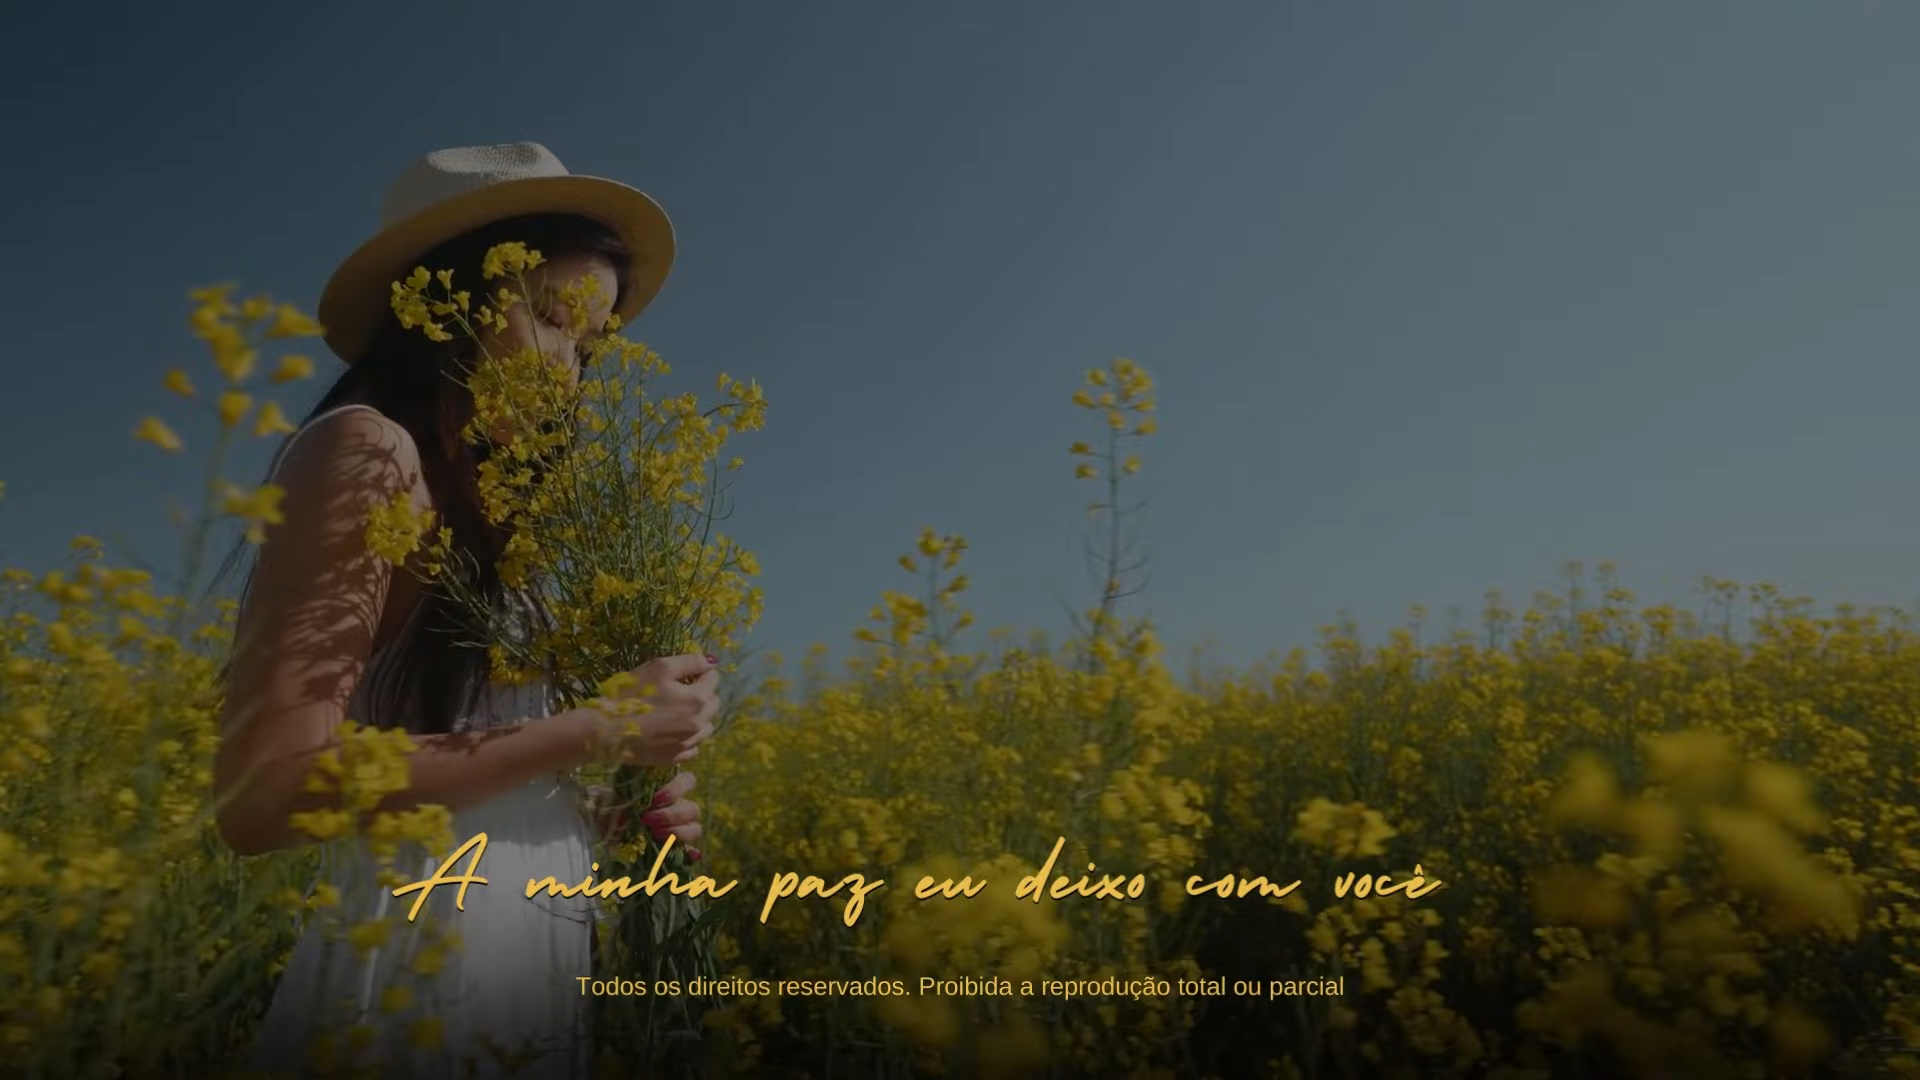 A minha paz eu deixo com você
Todos os direitos reservados. Proibida a reprodução total ou parcial